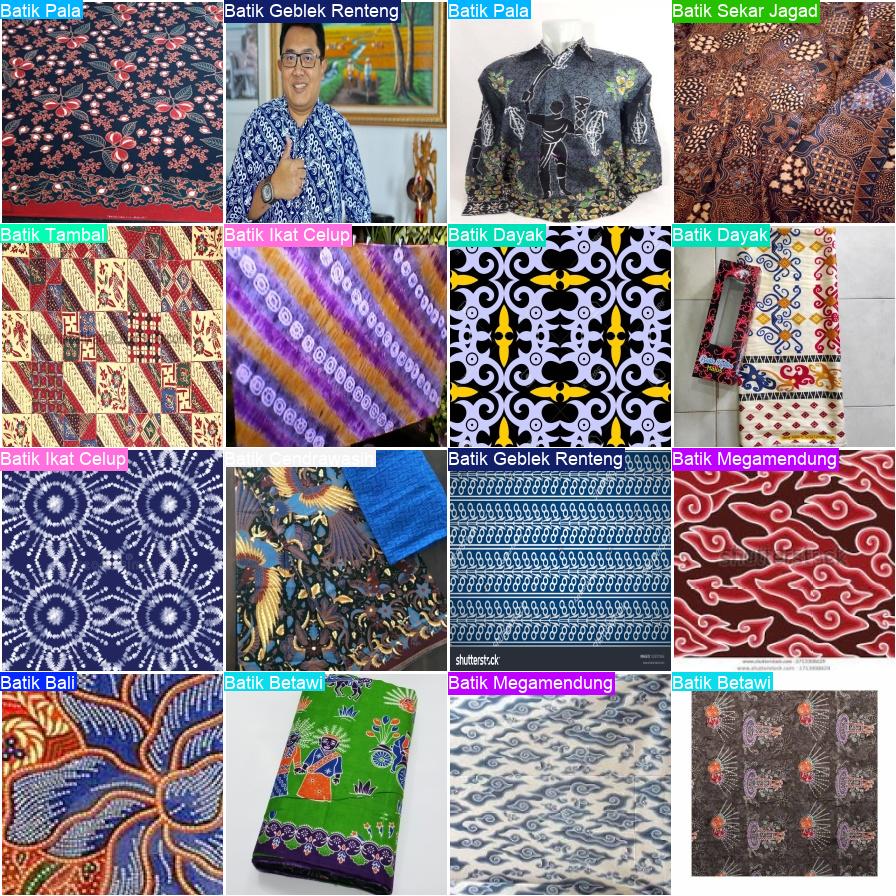 Batik Pala
Batik Geblek Renteng
Batik Pala
Batik Sekar Jagad
Batik Tambal
Batik Ikat Celup
Batik Dayak
Batik Dayak
Batik Ikat Celup
Batik Cendrawasih
Batik Geblek Renteng
Batik Megamendung
shutterstock
shutterstock
Batik Bali
Batik Betawi
Batik Megamendung
Batik Betawi